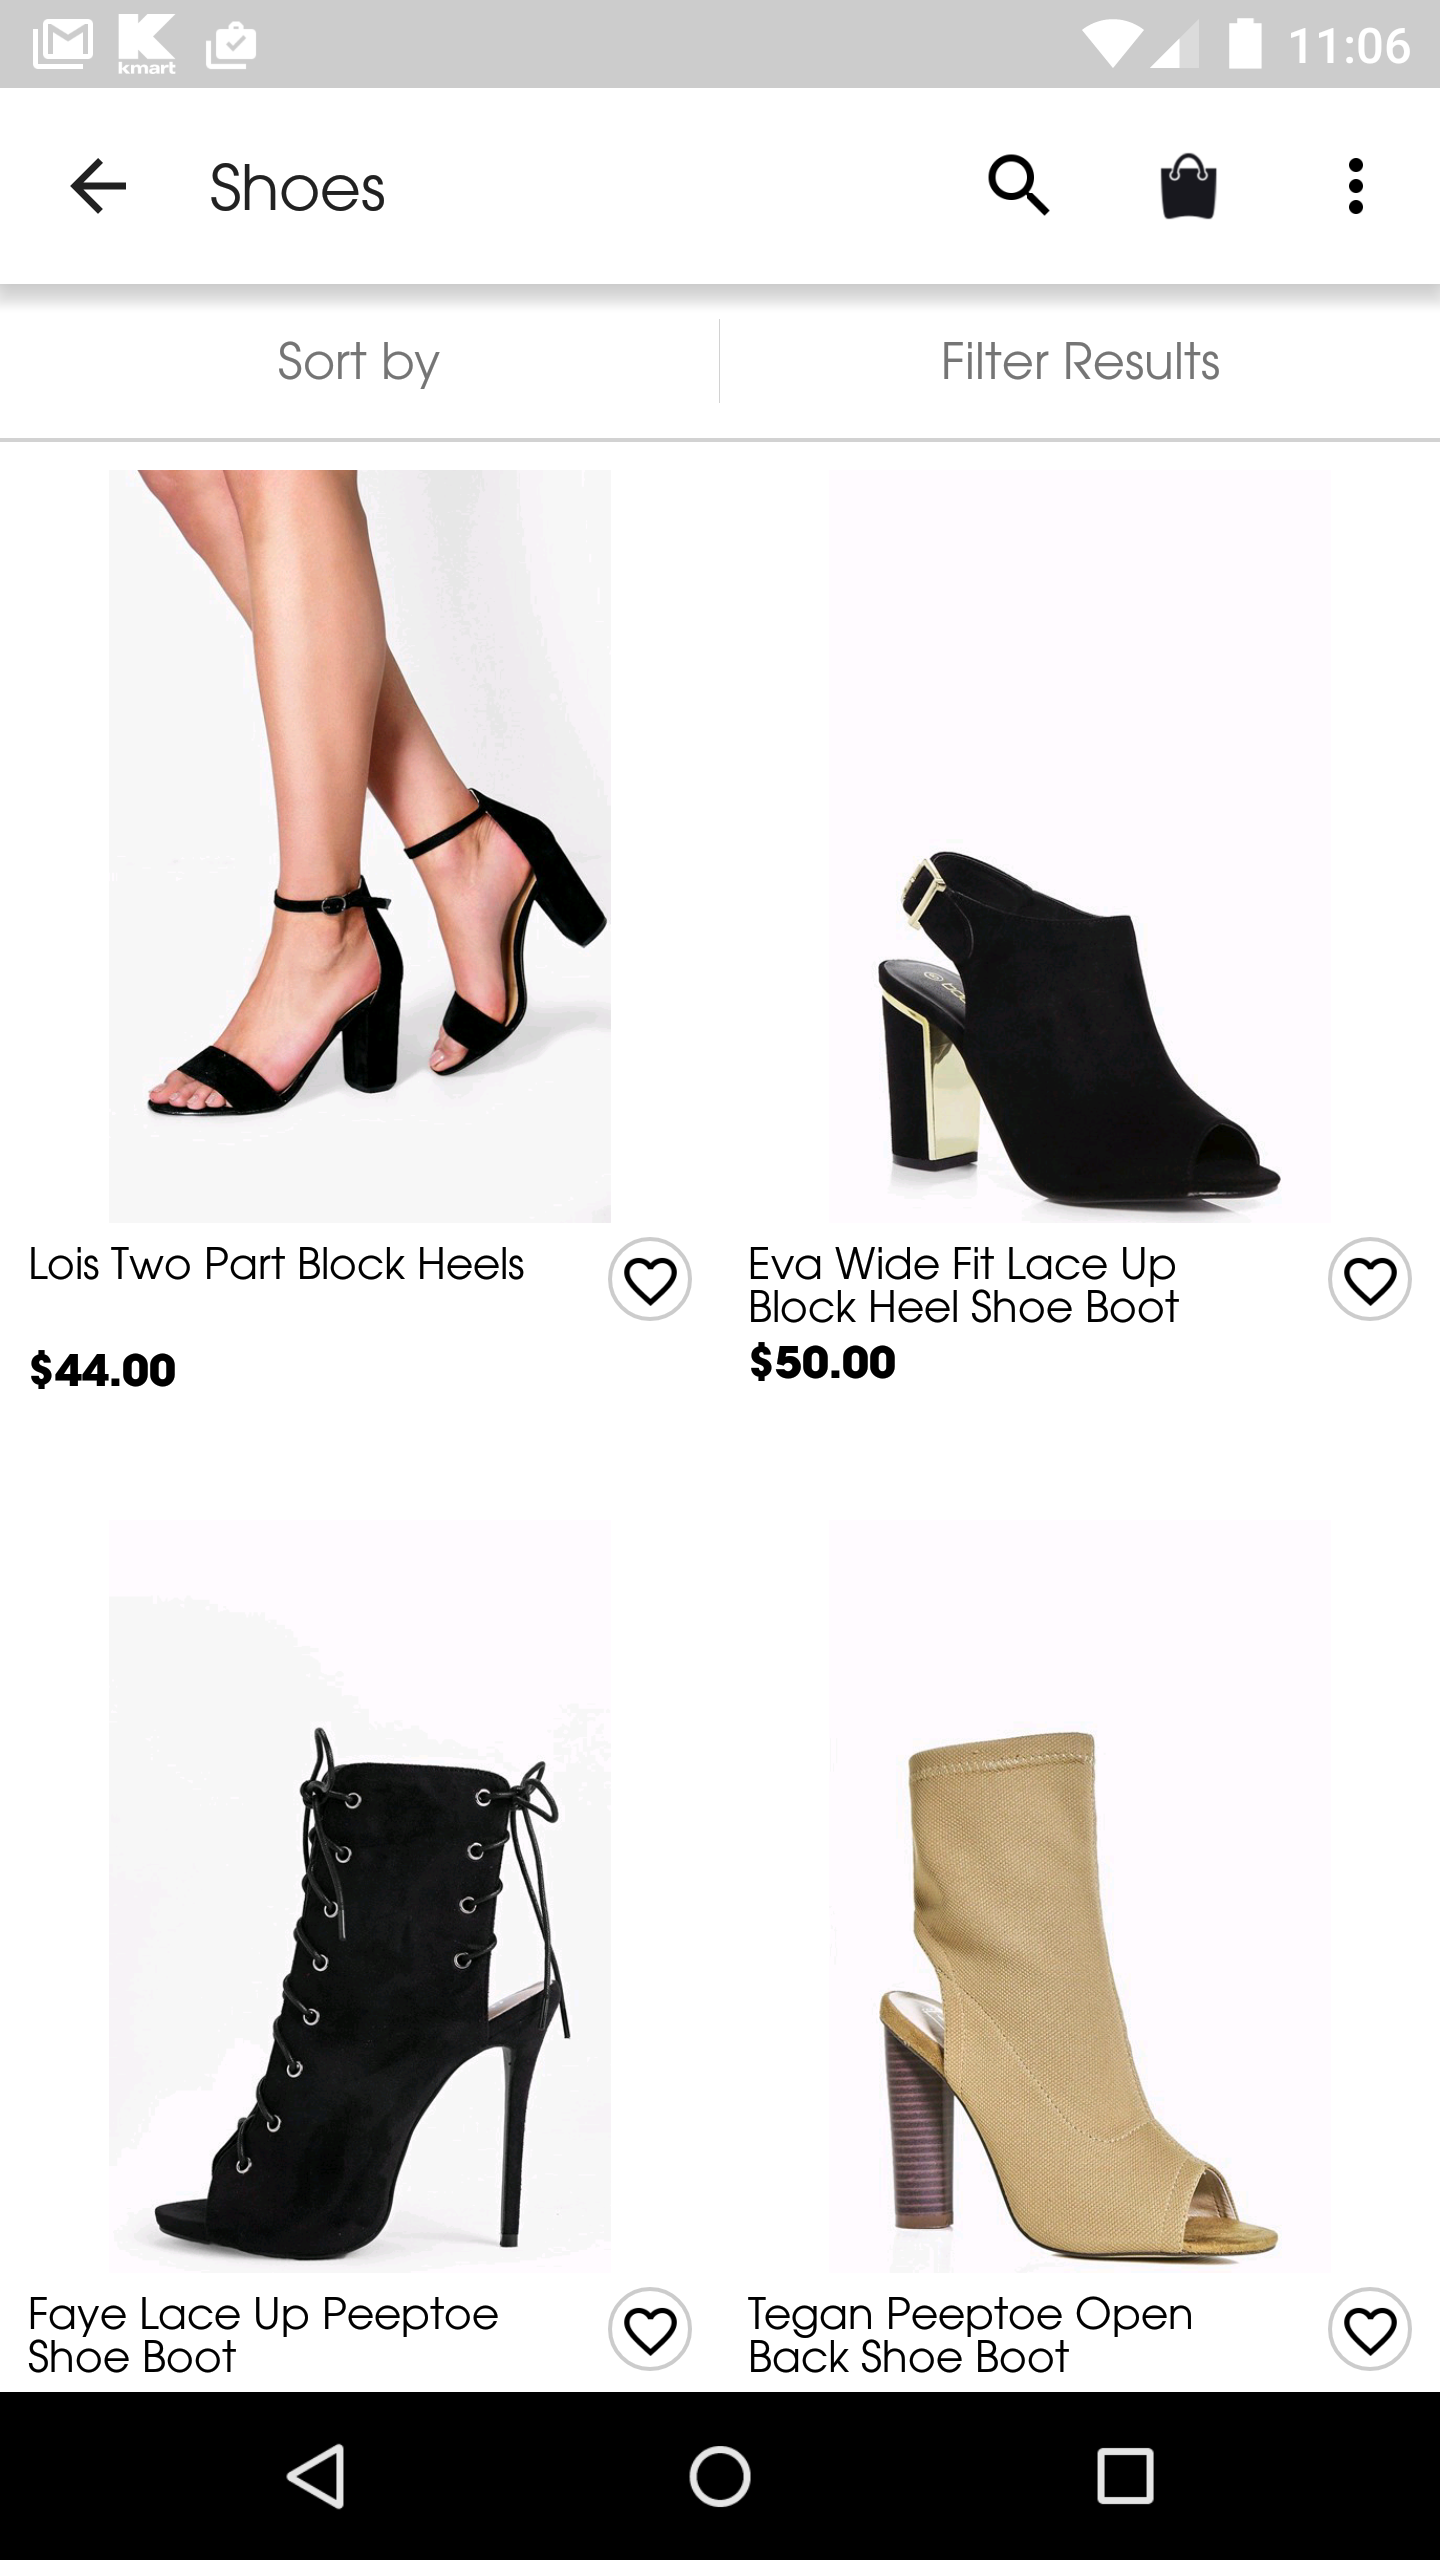 kmart
11:06
Shoes
Sort by
Filter Results
Lois Two Part Block Heels
$44.00
Eva Wide Fit Lace Up
Block Heel Shoe Boot
$50.00
Faye Lace Up Peeptoe
Shoe Boot
Tegan Peeptoe Open
Back Shoe Boot